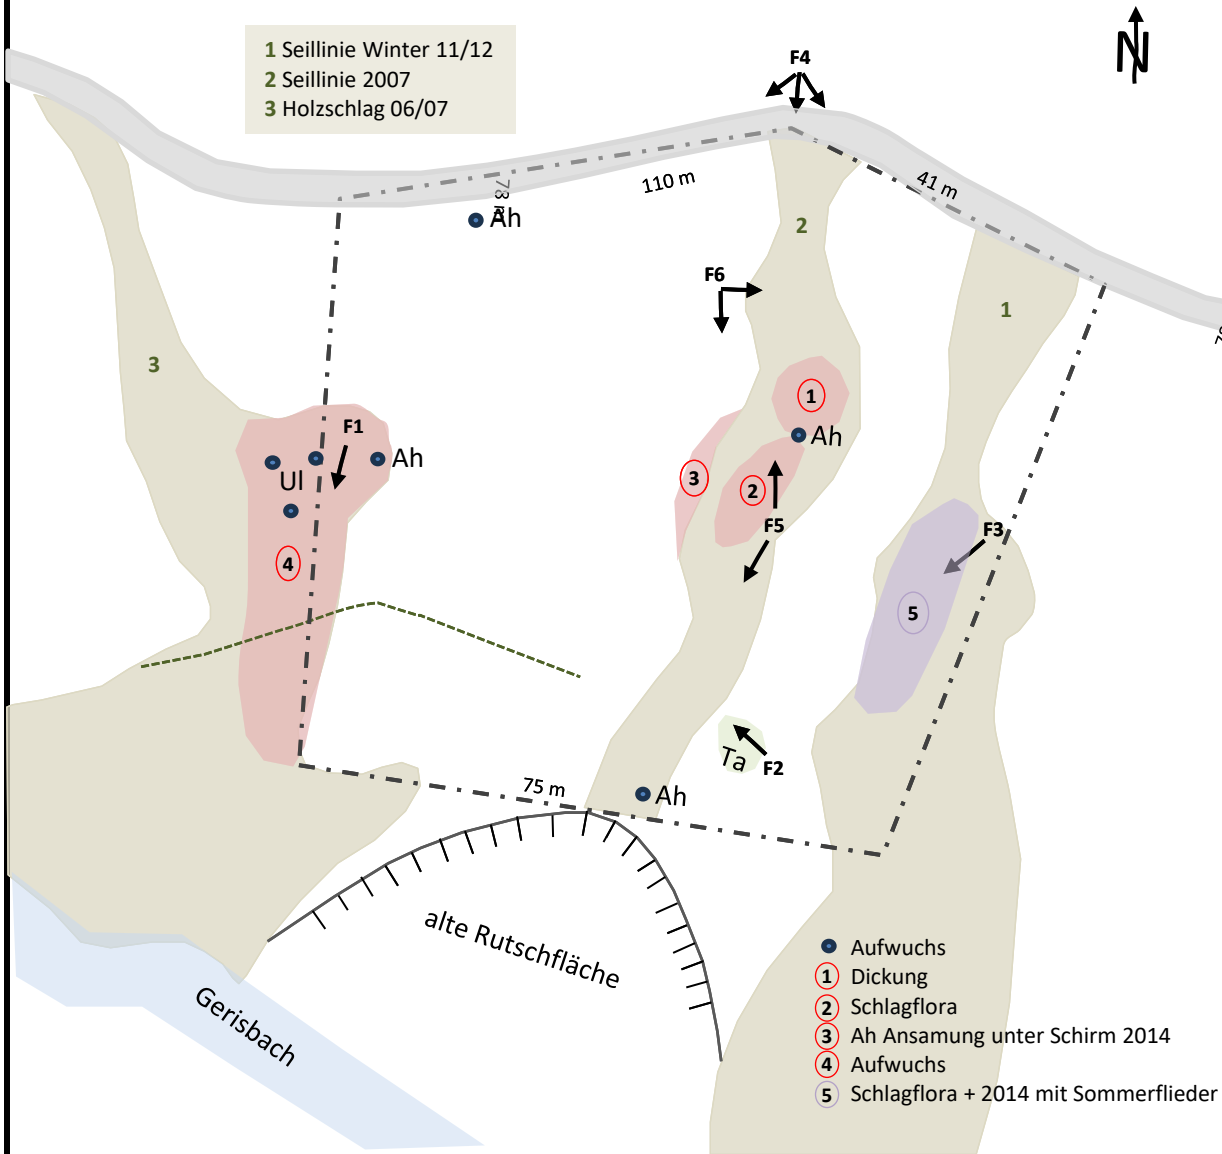 1 Seillinie Winter 11/12
2 Seillinie 2007
3 Holzschlag 06/07
N
F4
110 m
41 m
Ah
2
F6
1
3
1
Ah
F1
Ah
Ul
3
2
F5
F3
4
5
Ta
F2
75 m
Ah
alte Rutschfläche
Gerisbach
Aufwuchs
1 Dickung
2 Schlagflora
3 Ah Ansamung unter Schirm 2014
4 Aufwuchs
5 Schlagflora + 2014 mit Sommerflieder